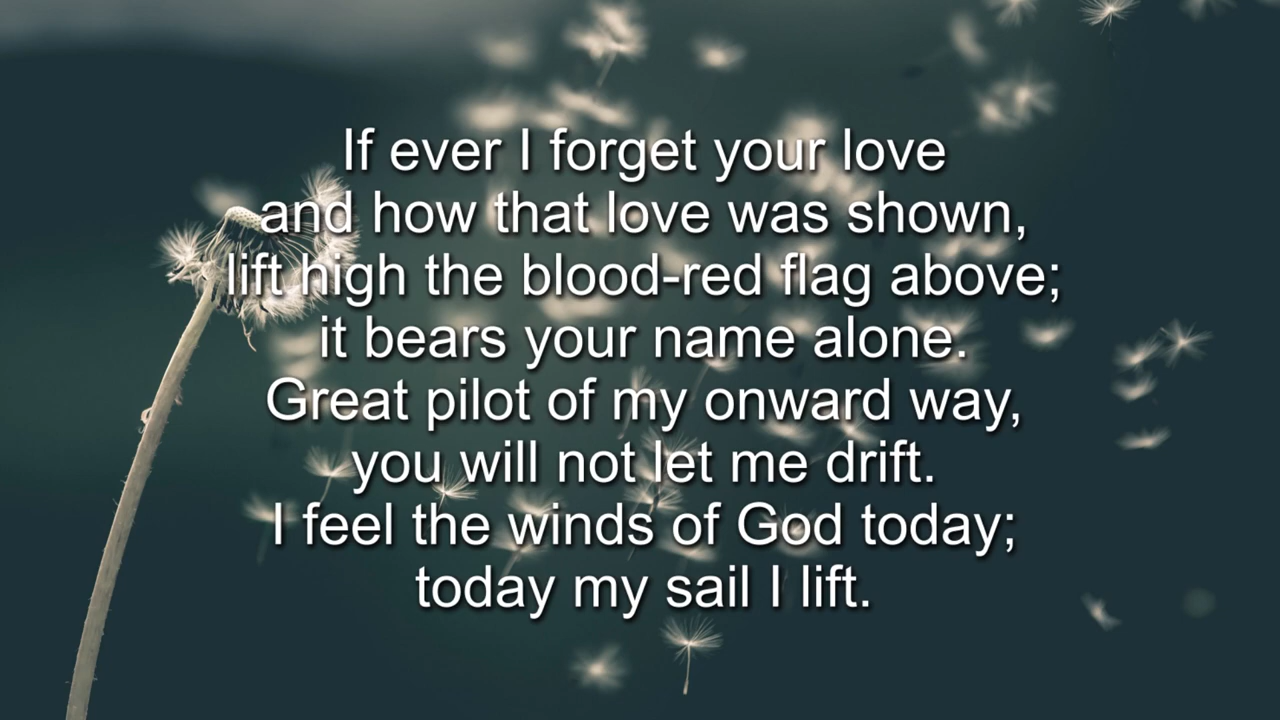 If ever I forget your love
and how that love was shown,
lift high the blood-red flag above;
it bears your name alone.
Great pilot of my onward way,
you will not let me drift.
I feel the winds of God today;
today my sail I lift.